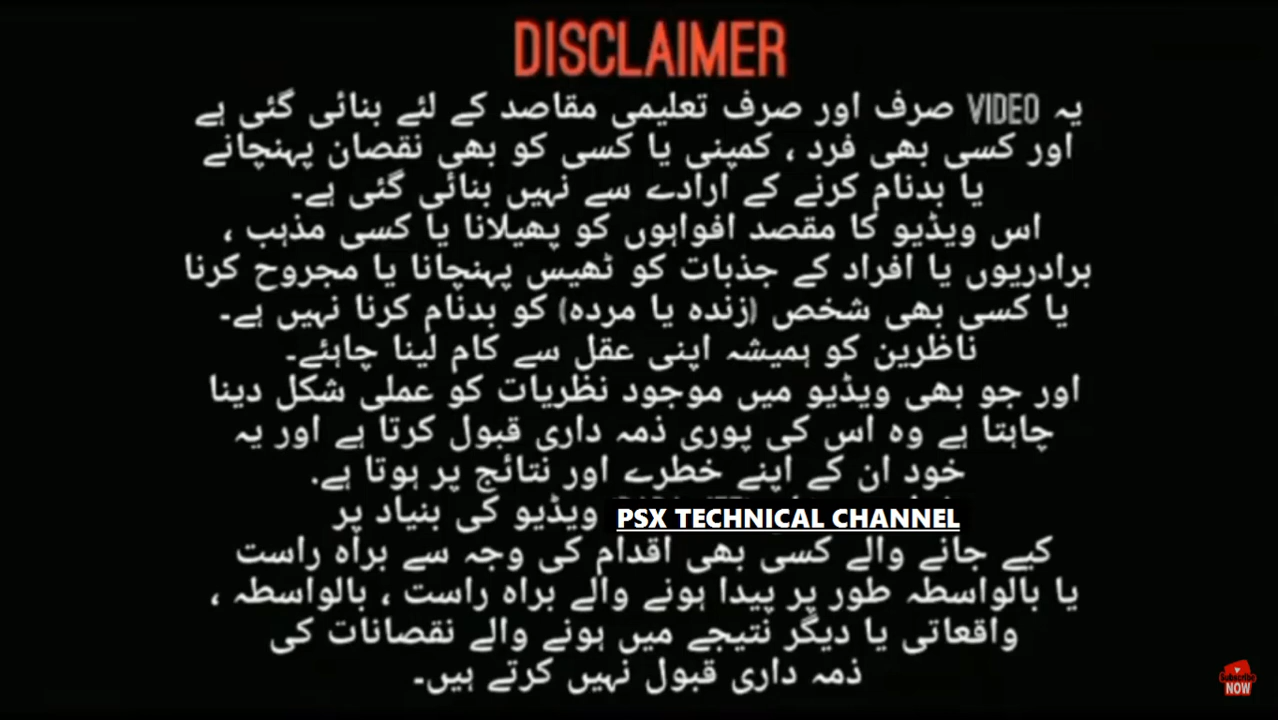 DISCLAIMER
یہ VIDEO صرف اور صرف تعلیمی مقاصد کے لئے بنائی گئی ہے
اور کسی بھی فرد ، کمپنی یا کسی کو بھی نقصان پہنچانے
یا بدنام کرنے کے ارادے سے نہیں بنائی گئی ہے۔
اس ویڈیو کا مقصد افواہوں کو پھیلانا یا کسی مذہب ،
برادریوں یا افراد کے جذبات کو ٹھیس پہنچانا یا مجروح کرنا
یا کسی بھی شخص (زندہ یا مردہ) کو بدنام کرنا نہیں ہے۔
ناظرین کو ہمیشہ اپنی عقل سے کام لینا چاہئے۔
اور جو بھی ویڈیو میں موجود نظریات کو عملی شکل دینا
چاہتا ہے وہ اس کی پوری ذمہ داری قبول کرتا ہے اور یہ
خود ان کے اپنے خطرے اور نتائج پر ہوتا ہے.
PSX TECHNICAL CHANNEL ویڈیو کی بنیاد پر
کیے جانے والے کسی بھی اقدام کی وجہ سے براہ راست
یا بالواسطہ طور پر پیدا ہونے والے براہ راست ، بالواسطہ ،
واقعاتی یا دیگر نتیجے میں ہونے والے نقصانات کی
ذمہ داری قبول نہیں کرتے ہیں۔
Subscribe
NOW